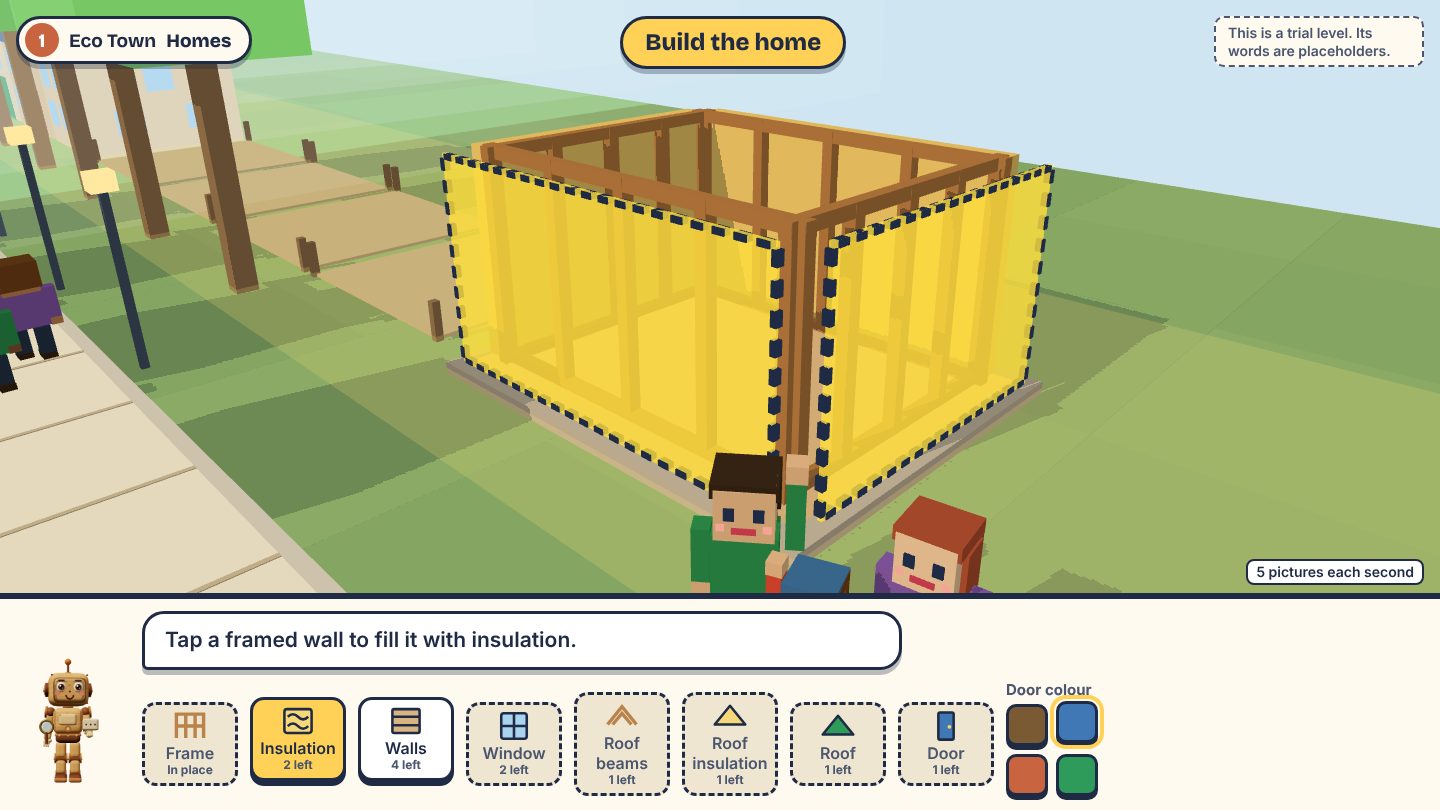 1 Eco Town Homes
Build the home
This is a trial level. Its
words are placeholders.
5 pictures each second
Tap a framed wall to fill it with insulation.
Frame
In place
Insulation
2 left
Walls
4 left
Window
2 left
Roof
beams
1 left
Roof
insulation
1 left
Roof
1 left
Door
1 left
Door colour